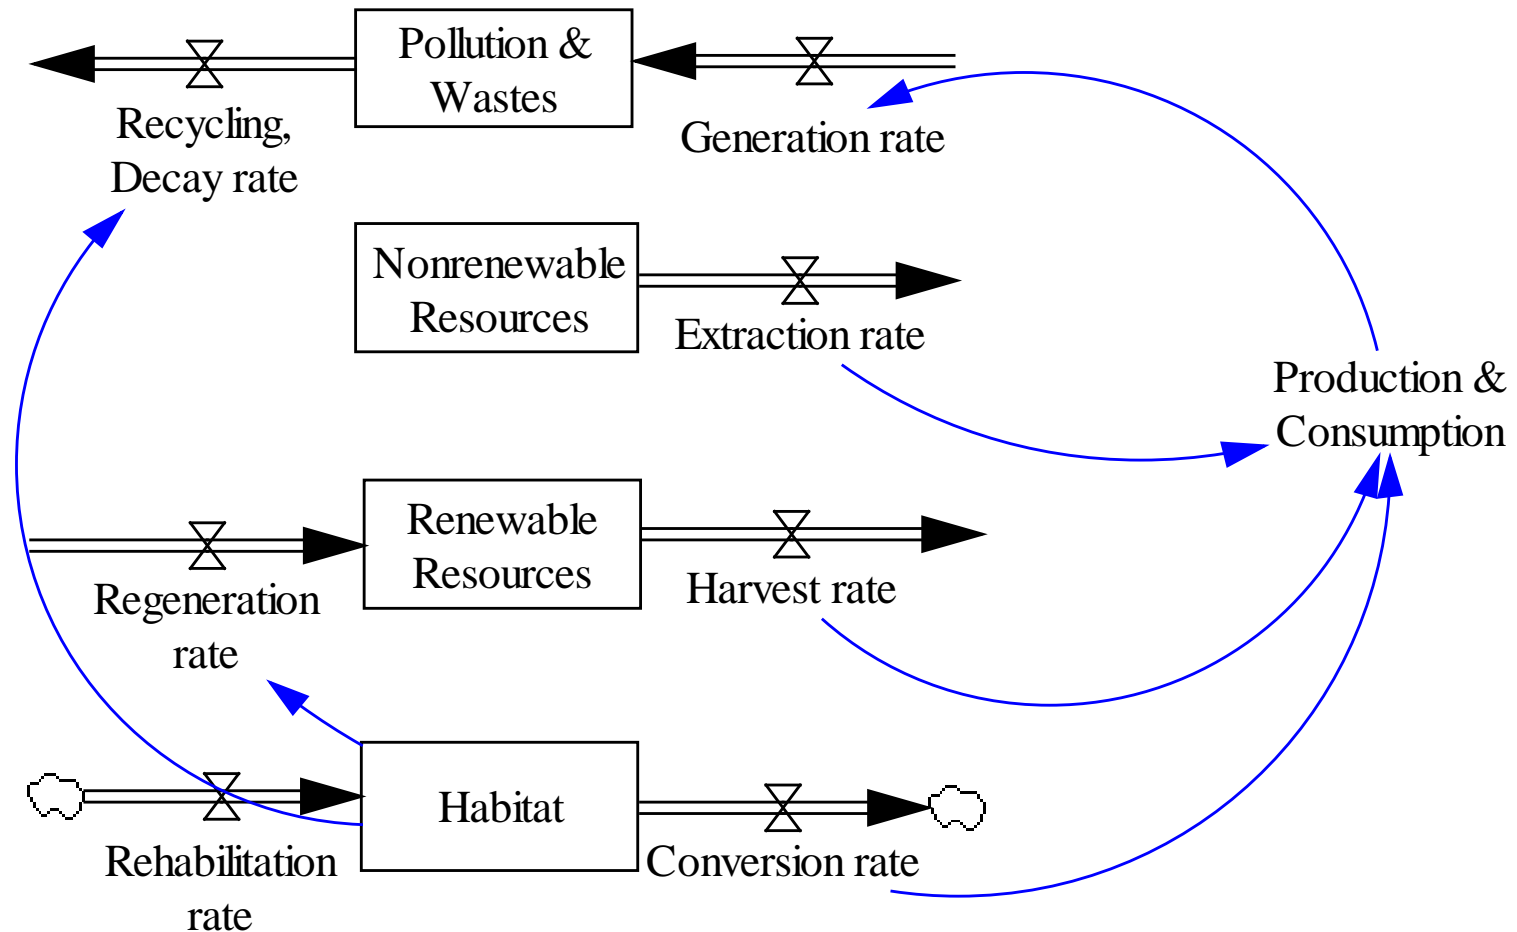 Pollution &
Wastes
Recycling,
Decay rate
Generation rate
Nonrenewable
Resources
Extraction rate
Production &
Consumption
Renewable
Resources
Regeneration
rate
Harvest rate
Habitat
Rehabilitation
rate
Conversion rate